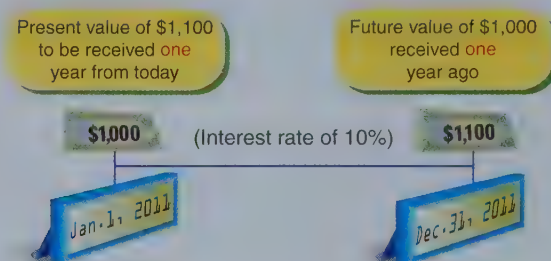 Present value of $1,100
to be received one
year from today
Future value of $1,000
received one
year ago
$1,000
(Interest rate of 10%)
$1,100
Jan.1, 2011
Dec.31, 2011